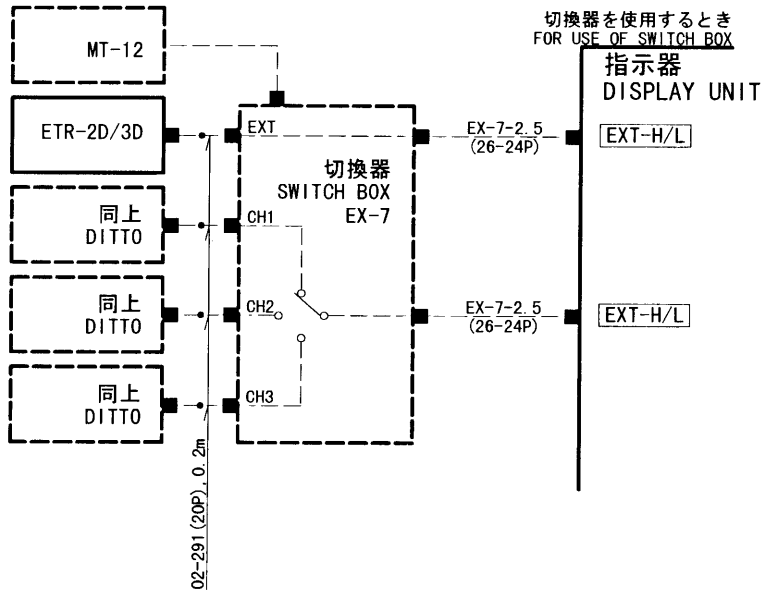 切換器を使用するとき
FOR USE OF SWITCH BOX
指示器
DISPLAY UNIT
MT-12
ETR-2D/3D
EXT
EX-7-2.5
(26-24P)
EXT-H/L
切換器
SWITCH BOX
EX-7
同上
DITTO
CH1
同上
DITTO
CH2
EX-7-2.5
(26-24P)
EXT-H/L
同上
DITTO
CH3
02-291(20P),0.2m